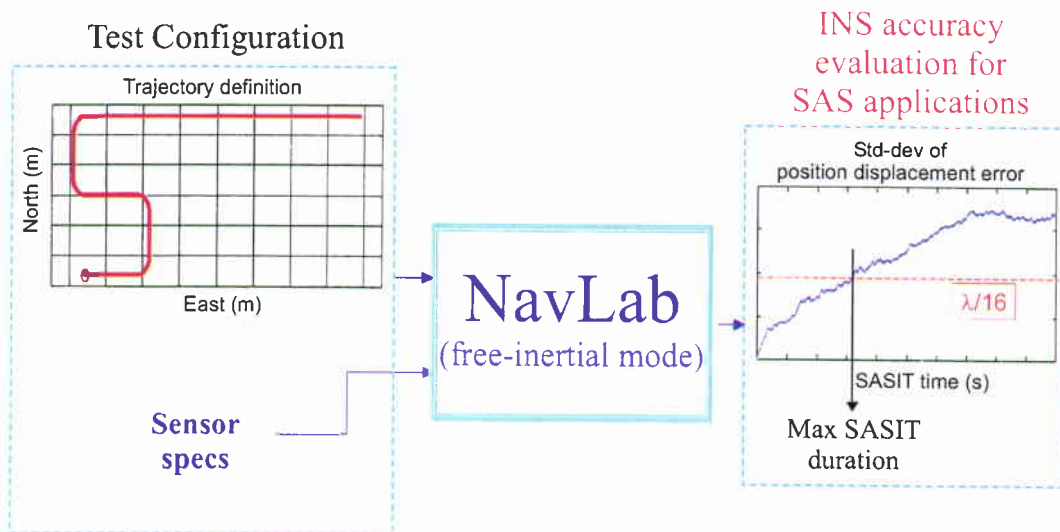 Test Configuration
Trajectory definition
North (m)
East (m)
Sensor
specs
NavLab
(free-inertial mode)
INS accuracy
evaluation for
SAS applications
Std-dev of
position displacement error
λ/16
SASIT time (s)
Max SASIT
duration